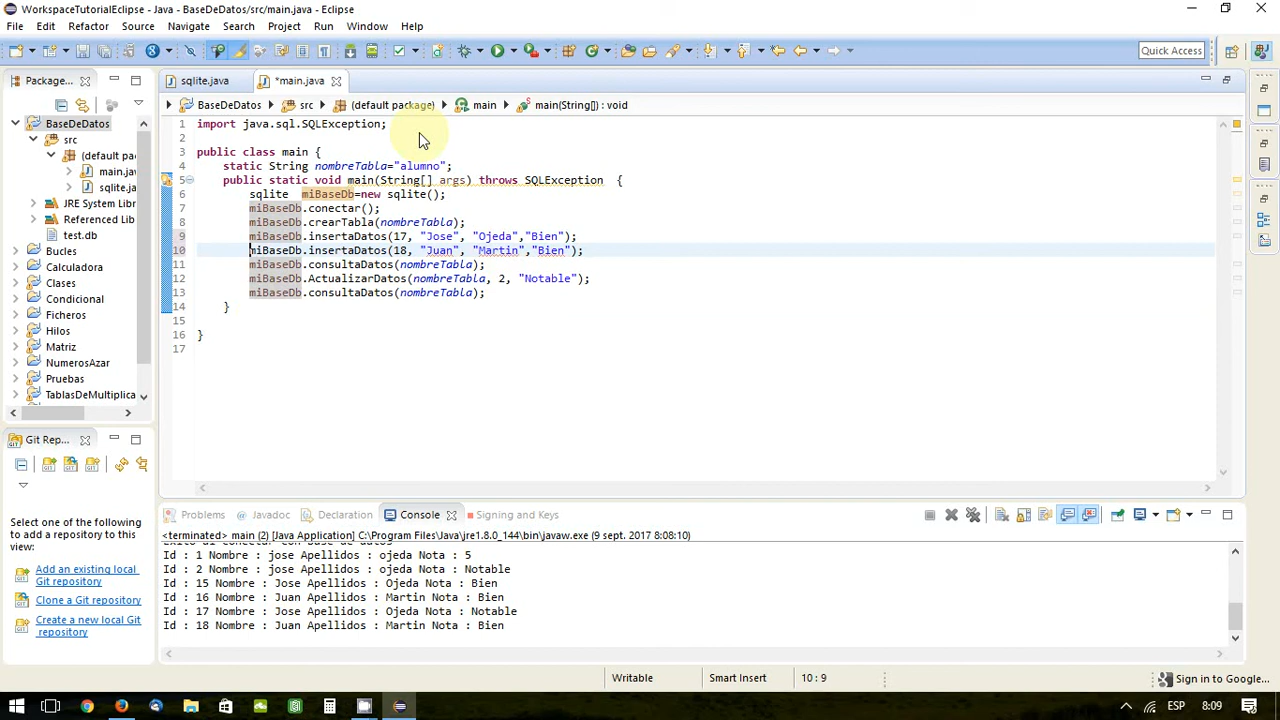 WorkspaceTutorialEclipse - Java - BaseDeDatos/src/main.java - Eclipse
File Edit Refactor Source Navigate Search Project Run Window Help
Quick Access
Package...
sqlite.java
*main.java
BaseDeDatos src (default package) main main(String[]) : void
BaseDeDatos
src
(default pa
main.jav
sqlite.ja
JRE System Libr
Referenced Lib
test.db
Bucles
Calculadora
Clases
Condicional
Ficheros
Hilos
Matriz
NumerosAzar
Pruebas
TablasDeMultiplica
1 import java.sql.SQLException;
2
3 public class main {
4 static String nombreTabla="alumno";
5 public static void main(String[] args) throws SQLException {
6 sqlite miBaseDb=new sqlite();
7 miBaseDb.conectar();
8 miBaseDb.crearTabla(nombreTabla);
9 miBaseDb.insertaDatos(17, "Jose", "Ojeda","Bien");
10 miBaseDb.insertaDatos(18, "Juan", "Martin","Bien");
11 miBaseDb.consultaDatos(nombreTabla);
12 miBaseDb.ActualizarDatos(nombreTabla, 2, "Notable");
13 miBaseDb.consultaDatos(nombreTabla);
14 }
15
16 }
17
Git Rep...
Select one of the following
to add a repository to this
view:
Add an existing local
Git repository
Clone a Git repository
Create a new local Git
repository
Problems Javadoc Declaration Console Signing and Keys
<terminated> main (2) [Java Application] C:\Program Files\Java\jre1.8.0_144\bin\javaw.exe (9 sept. 2017 8:08:10)
Id : 1 Nombre : jose Apellidos : ojeda Nota : 5
Id : 2 Nombre : jose Apellidos : ojeda Nota : Notable
Id : 15 Nombre : Jose Apellidos : Ojeda Nota : Bien
Id : 16 Nombre : Juan Apellidos : Martin Nota : Bien
Id : 17 Nombre : Jose Apellidos : Ojeda Nota : Notable
Id : 18 Nombre : Juan Apellidos : Martin Nota : Bien
Writable Smart Insert 10 : 9
Sign in to Google...
ESP 8:09